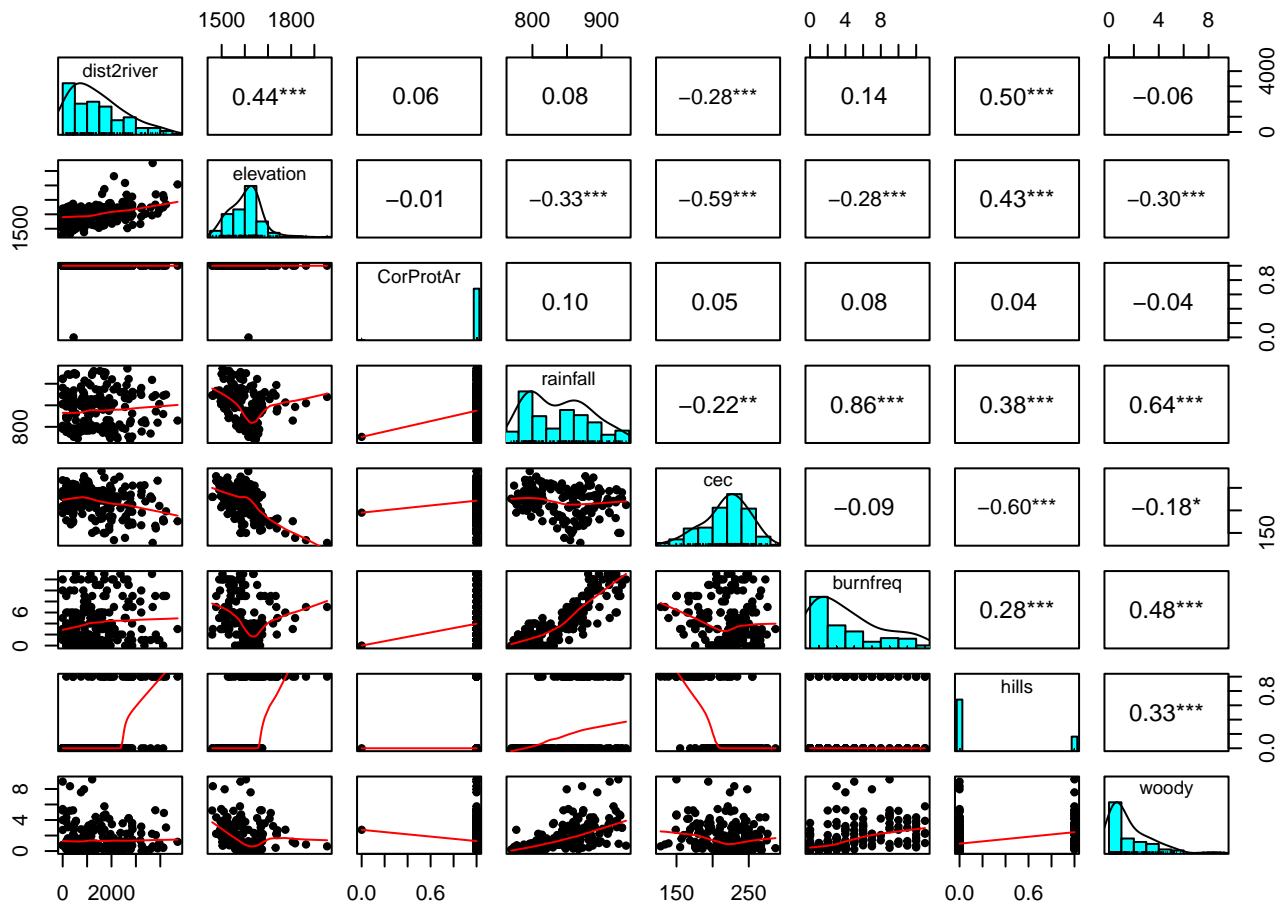 1500 1800 800 900 0 4 8 0 4 8
dist2river 0.44*** 0.06 0.08 −0.28*** 0.14 0.50*** −0.06 0 4000
1500 elevation −0.01 −0.33*** −0.59*** −0.28*** 0.43*** −0.30***
CorProtAr 0.10 0.05 0.08 0.04 −0.04 0.0 0.8
800 rainfall −0.22** 0.86*** 0.38*** 0.64***
cec −0.09 −0.60*** −0.18* 150
0 6 burnfreq 0.28*** 0.48***
hills 0.33*** 0.0 0.8
0 4 8 woody
0 2000 0.0 0.6 150 250 0.0 0.6